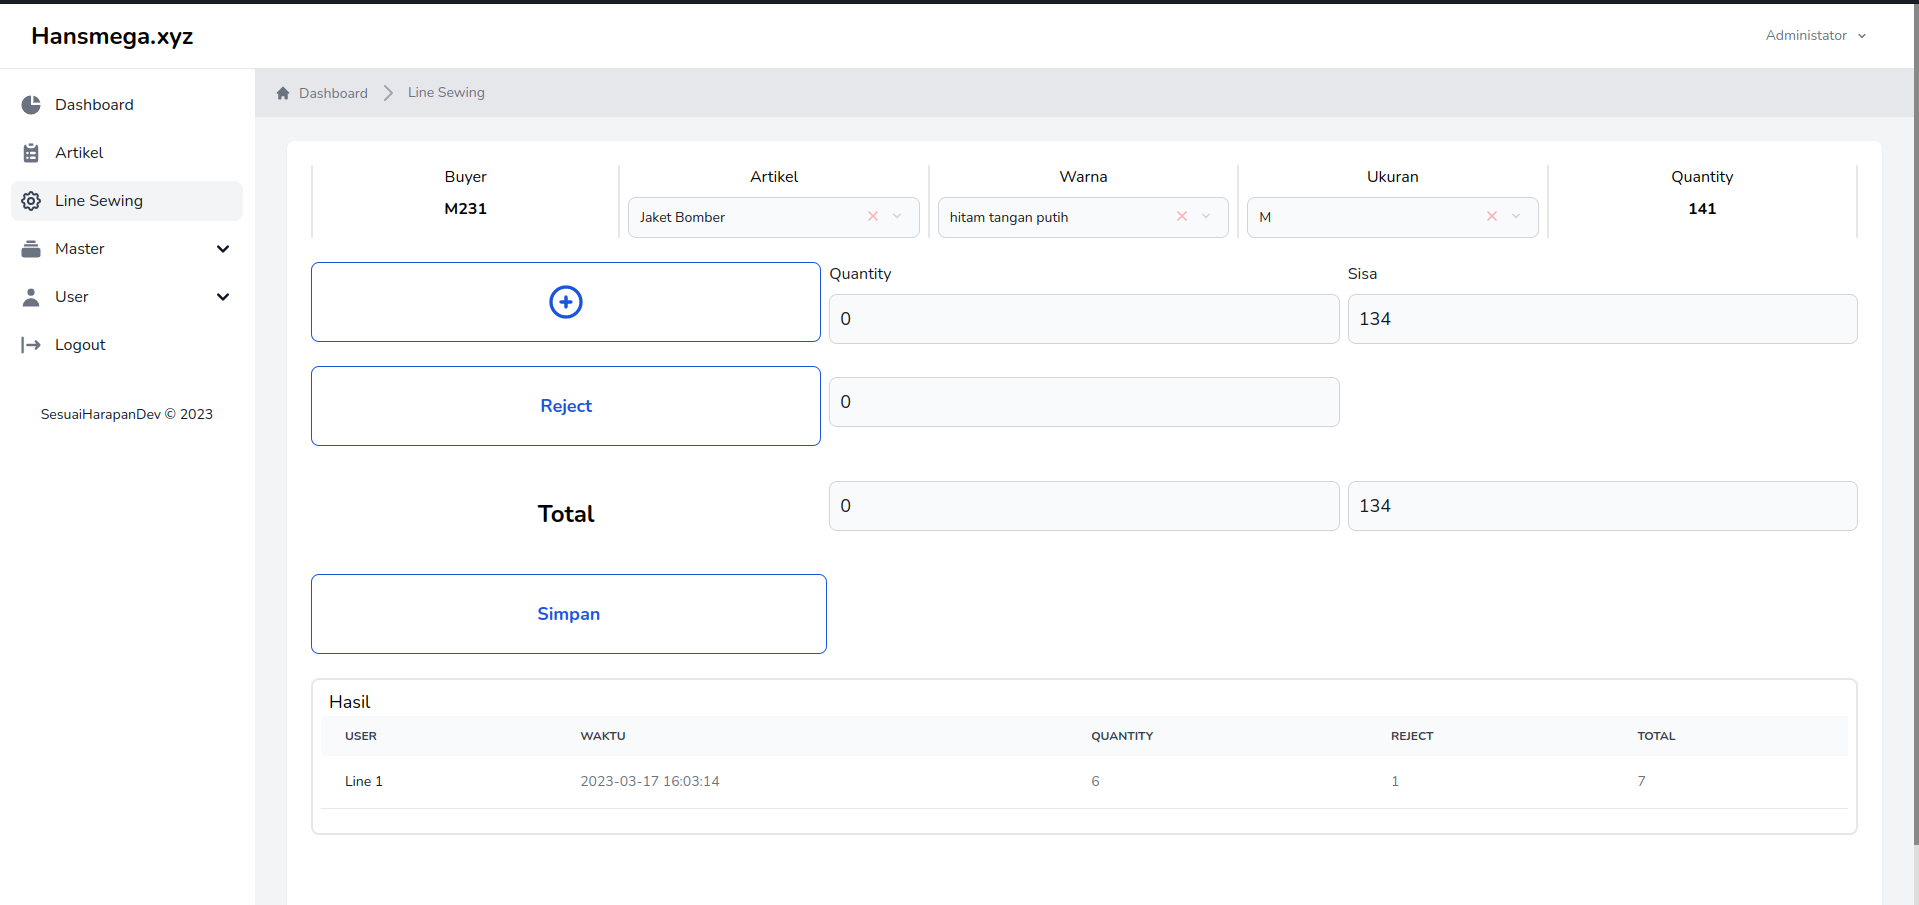 Hansmega.xyz
Administator
Dashboard
Artikel
Line Sewing
Master
User
Logout
SesuaiHarapanDev © 2023
Dashboard
Line Sewing
Buyer
M231
Artikel
Jaket Bomber
Warna
hitam tangan putih
Ukuran
M
Quantity
141
Quantity
0
Sisa
134
Reject
0
Total
0
134
Simpan
Hasil
USER WAKTU QUANTITY REJECT TOTAL
Line 1 2023-03-17 16:03:14 6 1 7